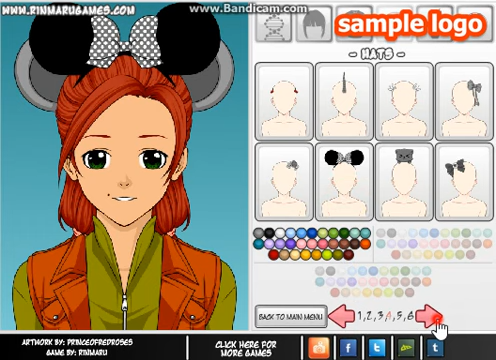 WWW.RINMARUGAMES.COM
www.Bandicam.com
sample logo
- HATS -
BACK TO MAIN MENU
1,2,3,4,5,6
ARTWORK BY: PRINCEOFREDROSES
GAME BY: RINMARU
CLICK HERE FOR
MORE GAMES
f
t